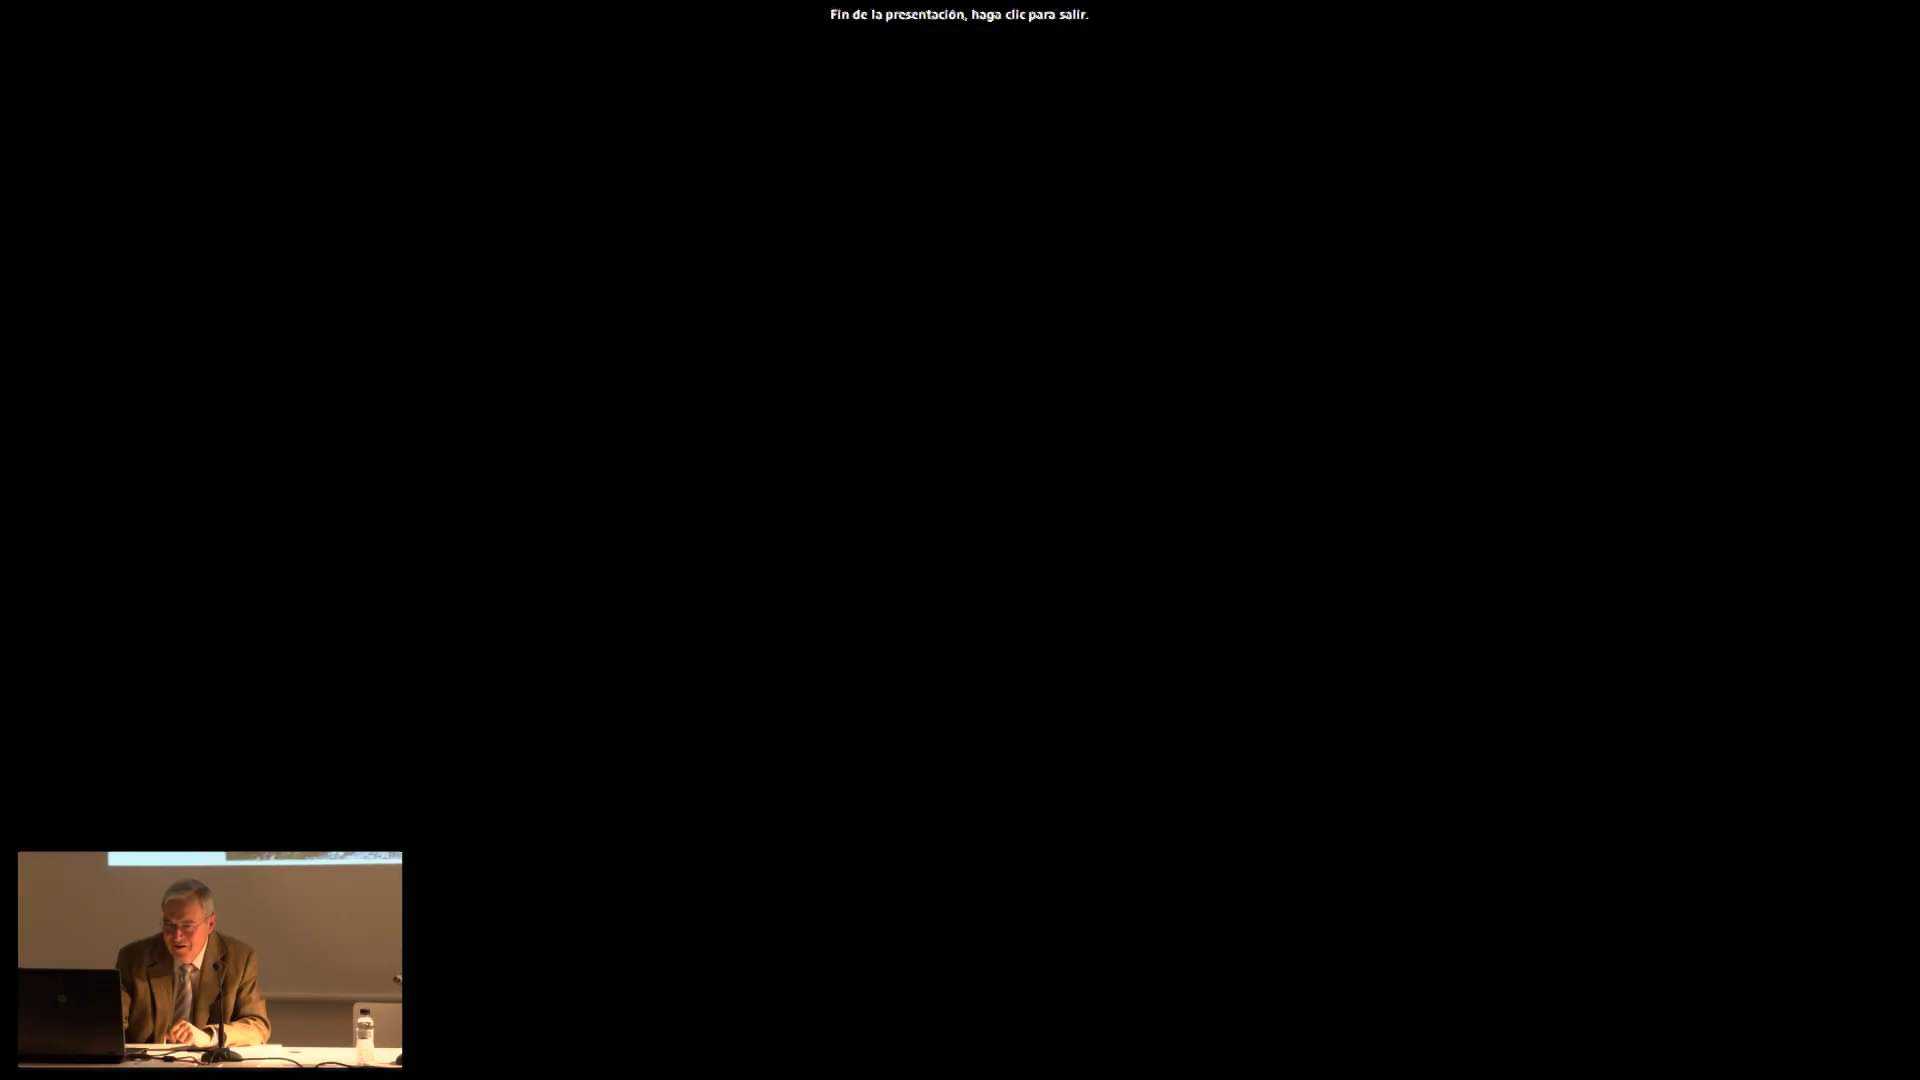 Fin de la presentación, haga clic para salir.